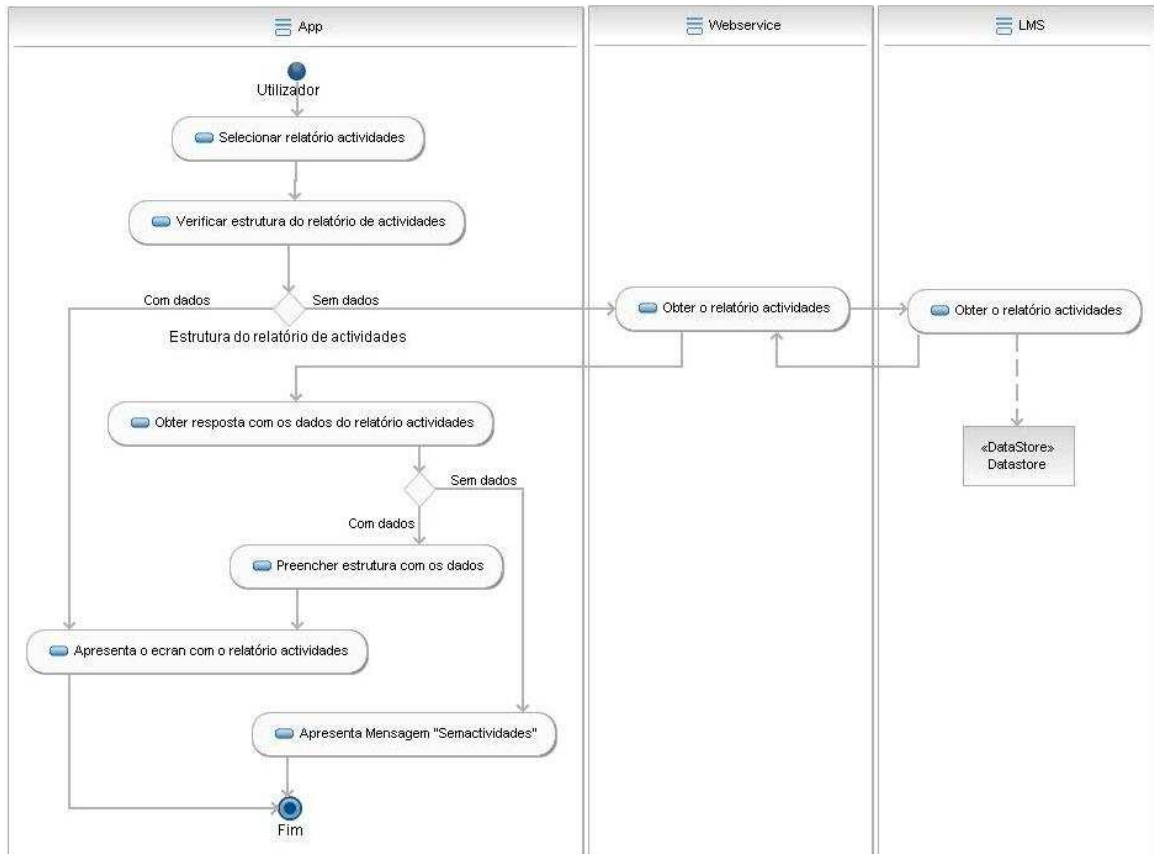 App
Webservice
LMS
Utilizador
Selecionar relatório actividades
Verificar estrutura do relatório de actividades
Com dados
Sem dados
Obter o relatório actividades
Obter o relatório actividades
Estrutura do relatório de actividades
Obter resposta com os dados do relatório actividades
«DataStore»
Datastore
Sem dados
Com dados
Preencher estrutura com os dados
Apresenta o ecran com o relatório actividades
Apresenta Mensagem "Semactividades"
Fim